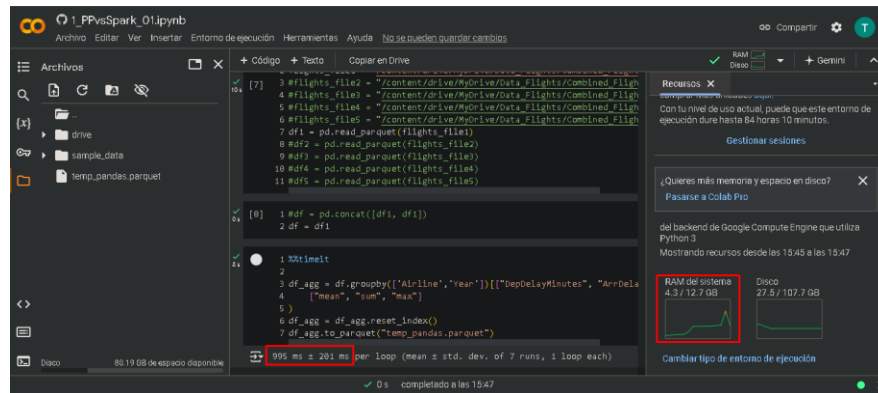 1_PPvsSpark_01.ipynb
Archivo Editar Ver Insertar Entorno de ejecución Herramientas Ayuda No se pueden guardar cambios
Compartir
T
Archivos
..
drive
sample_data
temp_pandas.parquet
Disco 80.19 GB de espacio disponible
+ Código + Texto Copiar en Drive
RAM
Disco
+ Gemini
[7]
10s
3 #flights_file2 = "/content/drive/MyDrive/Data_Flights/Combined_Fligh
4 #flights_file3 = "/content/drive/MyDrive/Data_Flights/Combined_Fligh
5 #flights_file4 = "/content/drive/MyDrive/Data_Flights/Combined_Fligh
6 #flights_file5 = "/content/drive/MyDrive/Data_Flights/Combined_Fligh
7 df1 = pd.read_parquet(flights_file1)
8 #df2 = pd.read_parquet(flights_file2)
9 #df3 = pd.read_parquet(flights_file3)
10 #df4 = pd.read_parquet(flights_file4)
11 #df5 = pd.read_parquet(flights_file5)
[8]
0s
1 #df = pd.concat([df1, df1])
2 df = df1
1 %%timeit
2
3 df_agg = df.groupby(['Airline','Year'])[["DepDelayMinutes", "ArrDela
4 ["mean", "sum", "max"]
5 )
6 df_agg = df_agg.reset_index()
7 df_agg.to_parquet("temp_pandas.parquet")
995 ms ± 201 ms per loop (mean ± std. dev. of 7 runs, 1 loop each)
Recursos
Con tu nivel de uso actual, puede que este entorno de
ejecución dure hasta 84 horas 10 minutos.
Gestionar sesiones
¿Quieres más memoria y espacio en disco?
Pasarse a Colab Pro
del backend de Google Compute Engine que utiliza
Python 3
Mostrando recursos desde las 15:45 a las 15:47
RAM del sistema
4.3 / 12.7 GB
Disco
27.5 / 107.7 GB
Cambiar tipo de entorno de ejecución
0 s completado a las 15:47